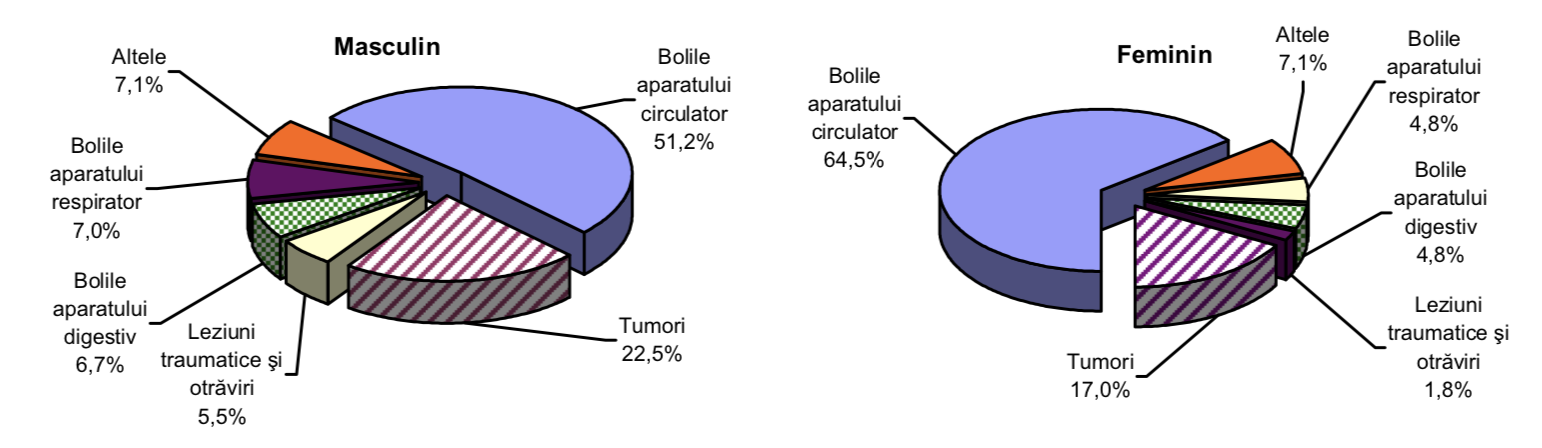 Masculin
Altele
7,1%
Bolile
aparatului
circulator
51,2%
Bolile
aparatului
respirator
7,0%
Bolile
aparatului
digestiv
6,7%
Leziuni
traumatice şi
otrăviri
5,5%
Tumori
22,5%
Feminin
Bolile
aparatului
circulator
64,5%
Altele
7,1%
Bolile
aparatului
respirator
4,8%
Bolile
aparatului
digestiv
4,8%
Leziuni
traumatice şi
otrăviri
1,8%
Tumori
17,0%